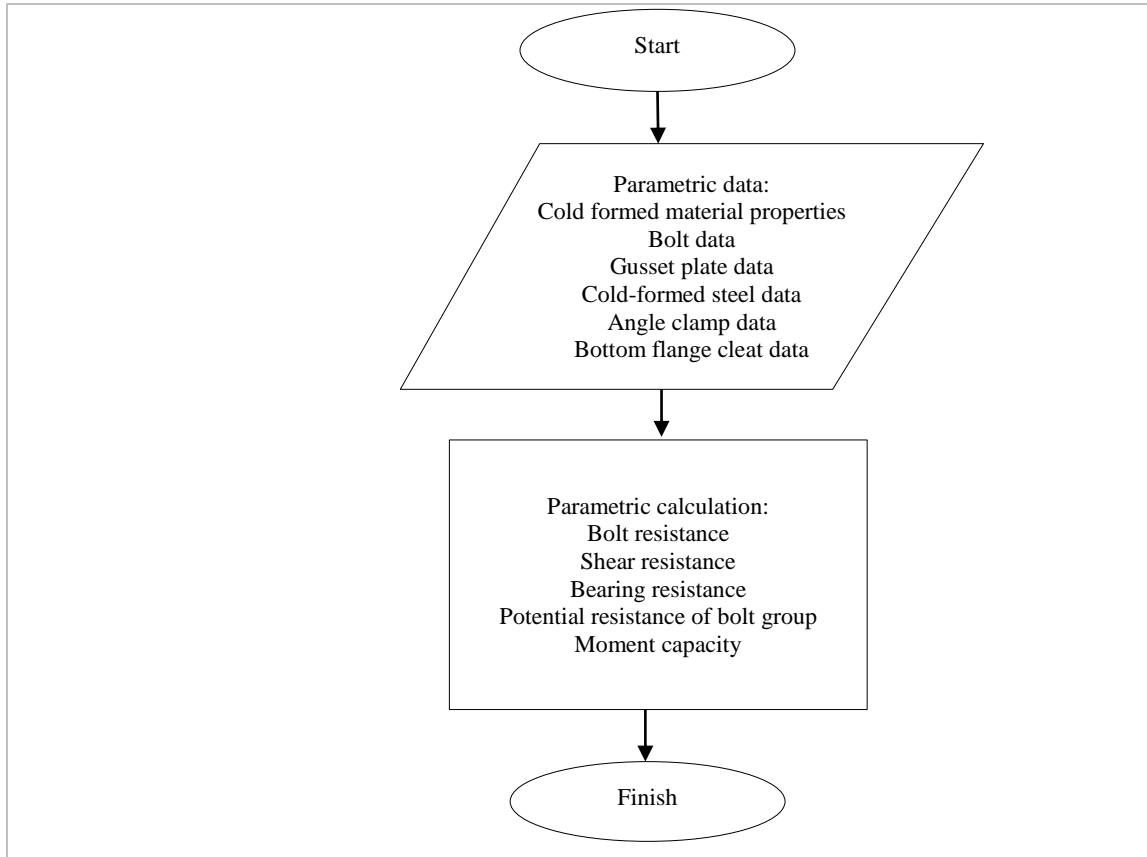 Start
Parametric data:
Cold formed material properties
Bolt data
Gusset plate data
Cold-formed steel data
Angle clamp data
Bottom flange cleat data
Parametric calculation:
Bolt resistance
Shear resistance
Bearing resistance
Potential resistance of bolt group
Moment capacity
Finish